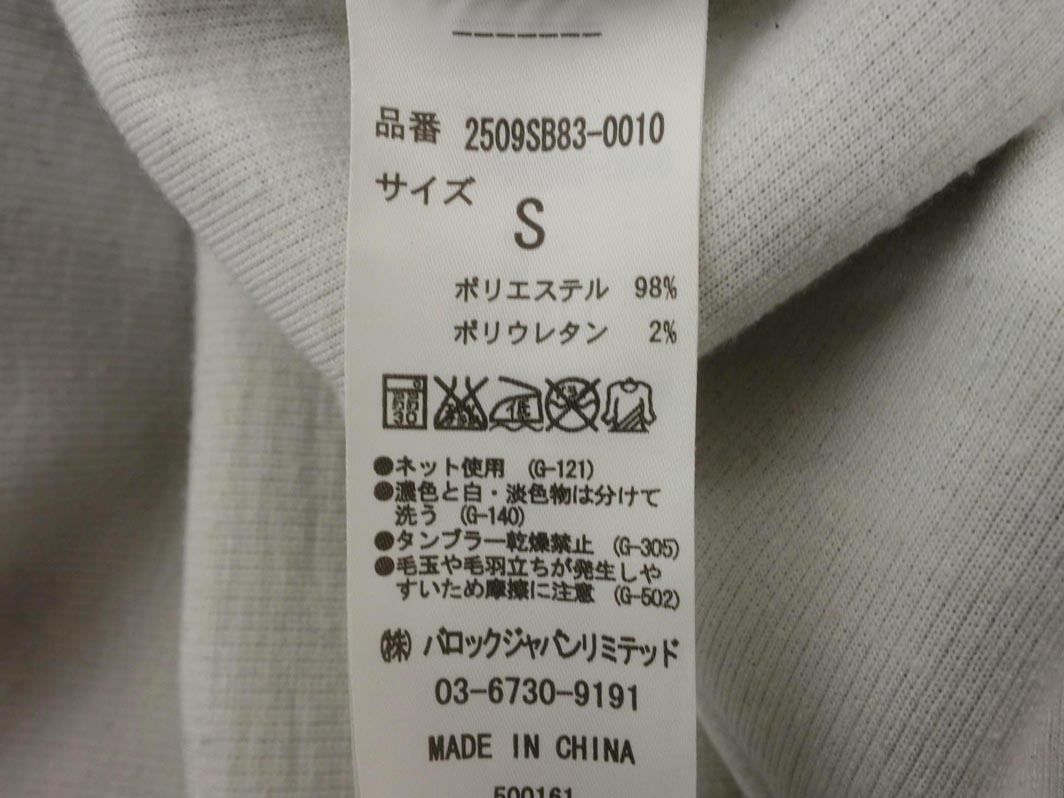 品番 2509SB83-0010
サイズ
S
ポリエステル 98%
ポリウレタン 2%
弱 30 低
●ネット使用 (G-121)
●濃色と白・淡色物は分けて
洗う (G-140)
●タンブラー乾燥禁止 (G-305)
●毛玉や毛羽立ちが発生しや
すいため摩擦に注意 (G-502)
㈱ バロックジャパンリミテッド
03-6730-9191
MADE IN CHINA
500161